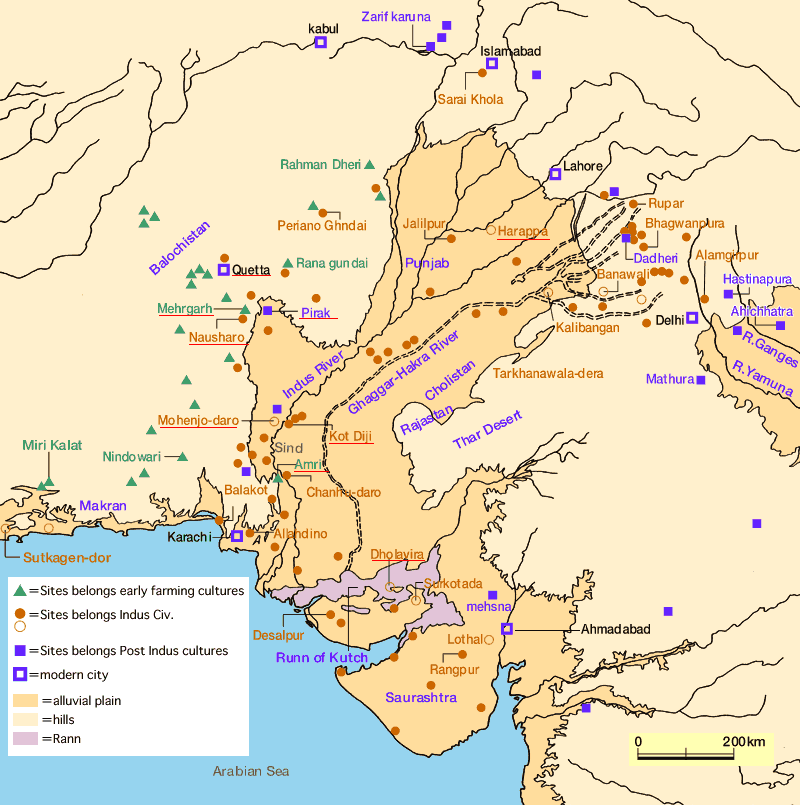 Zarif karuna
kabul
Islamabad
Sarai Khola
Rahman Dheri
Lahore
Periano Ghndai
Jalilpur
Harappa
Rupar
Bhagwanpura
Balochistan
Quetta
Rana gundai
Punjab
Dadheri
Banawali
Alamgirpur
Hastinapura
Mehrgarh
Pirak
Ahichhatra
Nausharo
Kalibangan
Delhi
R.Ganges
Indus River
Ghaggar-Hakra River
Cholistan
Tarkhanawala-dera
Mathura
R.Yamuna
Mohenjo-daro
Kot Diji
Rajastan
Thar Desert
Miri Kalat
Nindowari
Sind
Amri
Balakot
Chanhu-daro
Makran
Karachi
Allandino
Sutkagen-dor
Dholavira
Surkotada
mehsna
Desalpur
Lothal
Ahmadabad
Runn of Kutch
Rangpur
Saurashtra
=Sites belongs early farming cultures
=Sites belongs Indus Civ.
=Sites belongs Post Indus cultures
=modern city
=alluvial plain
=hills
=Rann
0 200km
Arabian Sea